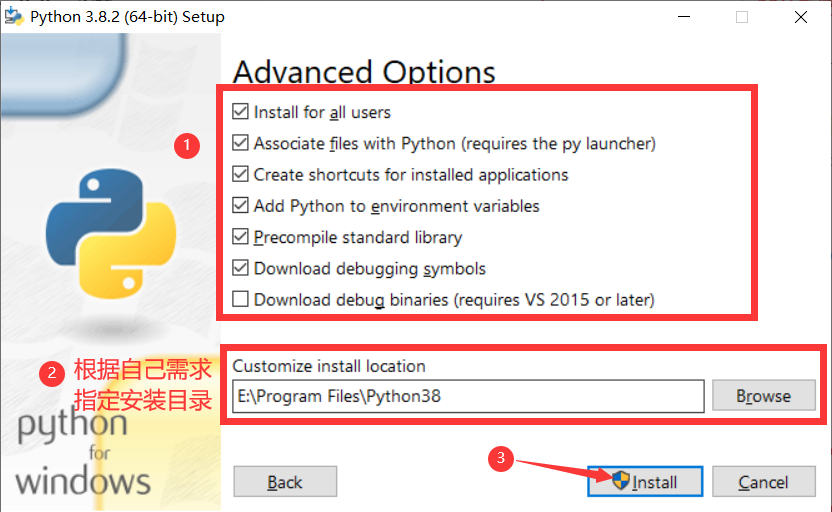 Python 3.8.2 (64-bit) Setup
Advanced Options
Install for all users
1
Associate files with Python (requires the py launcher)
Create shortcuts for installed applications
Add Python to environment variables
Precompile standard library
Download debugging symbols
Download debug binaries (requires VS 2015 or later)
2 根据自己需求
指定安装目录
Customize install location
E:\Program Files\Python38
Browse
python
for
windows
3
Back
Install
Cancel